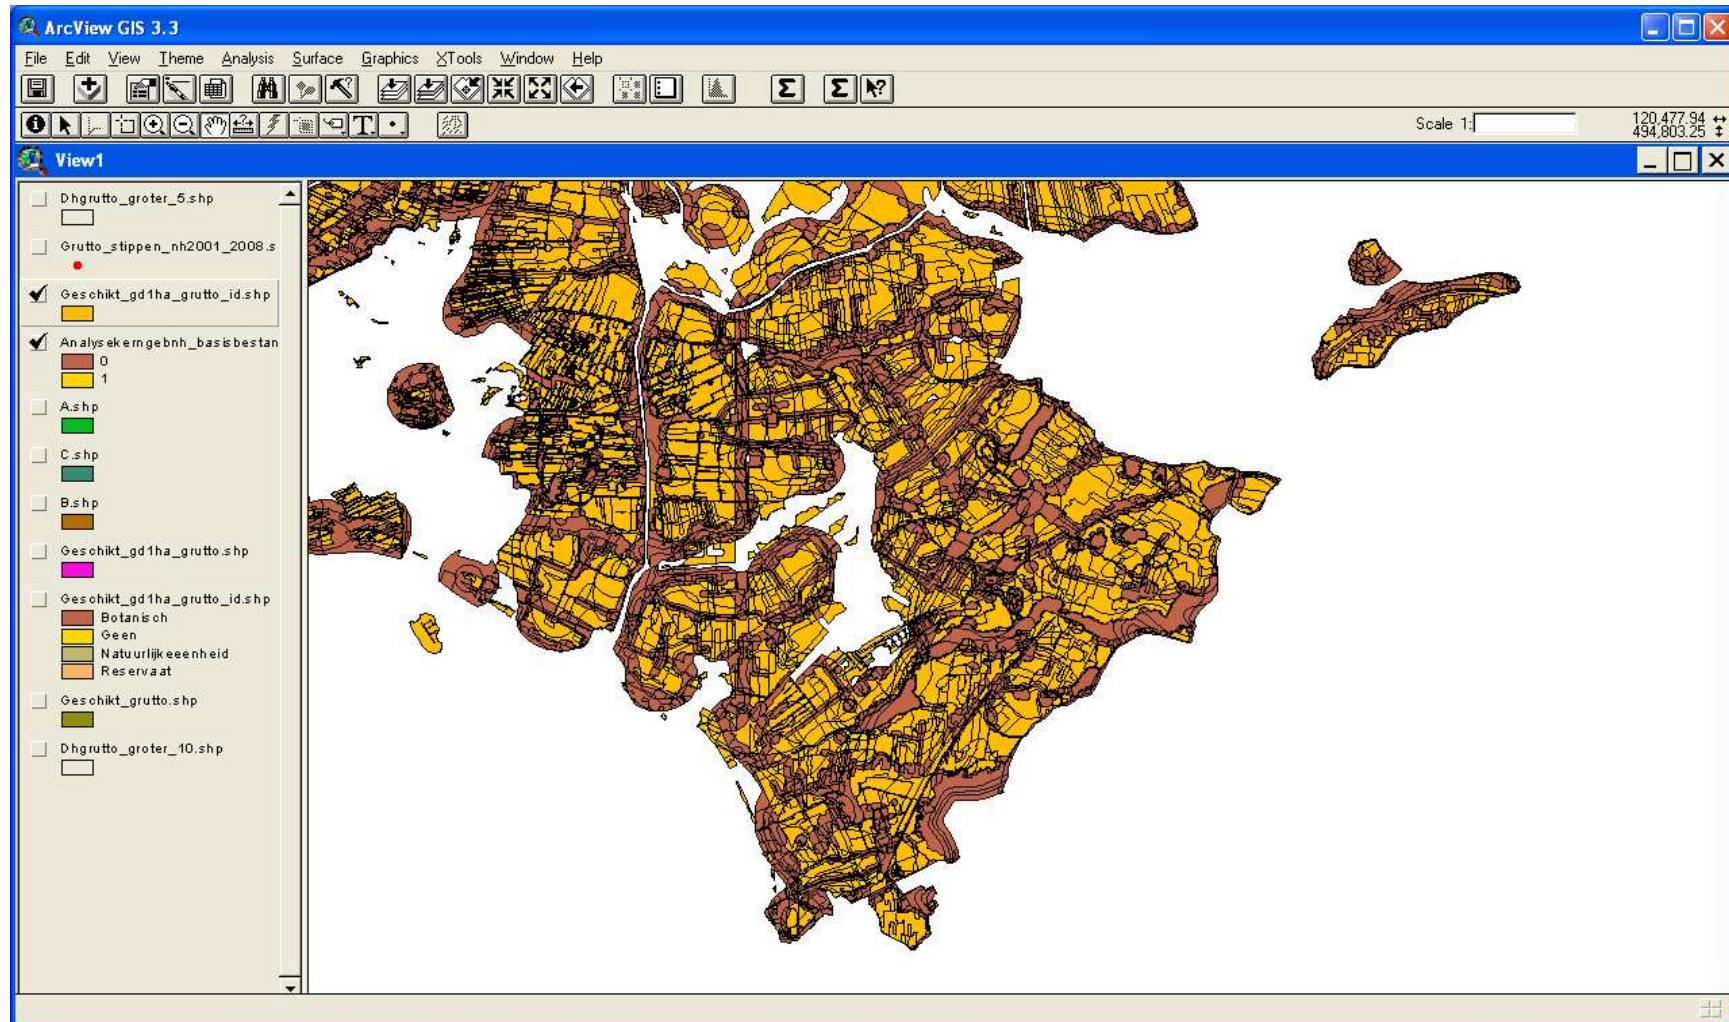 ArcView GIS 3.3
File Edit View Theme Analysis Surface Graphics XTools Window Help
Scale 1:
120,477.94
494,803.25
View1
Dhgrutto_groter_5.shp
Grutto_stippen_nh2001_2008.s
Geschikt_gd1ha_grutto_id.shp
Analysekerngebnh_basisbestan
0
1
A.shp
C.shp
B.shp
Geschikt_gd1ha_grutto.shp
Geschikt_gd1ha_grutto_id.shp
Botanisch
Geen
Natuurlijkeeenheid
Reservaat
Geschikt_grutto.shp
Dhgrutto_groter_10.shp